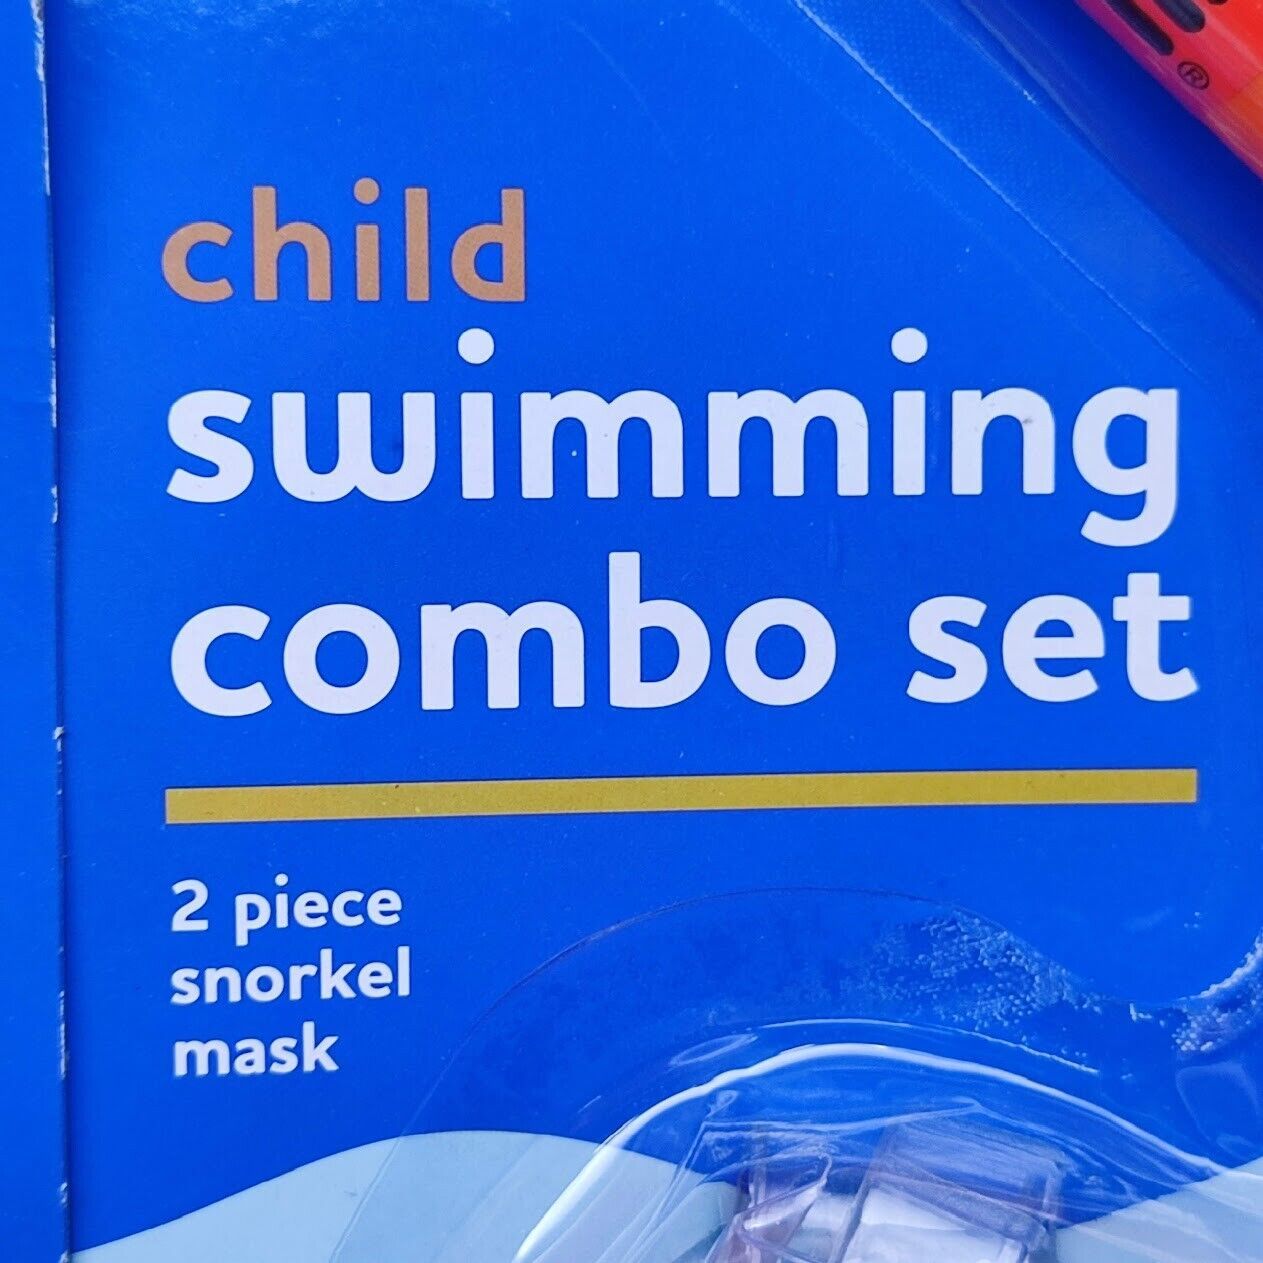 ®
child
swimming
combo set
2 piece
snorkel
mask